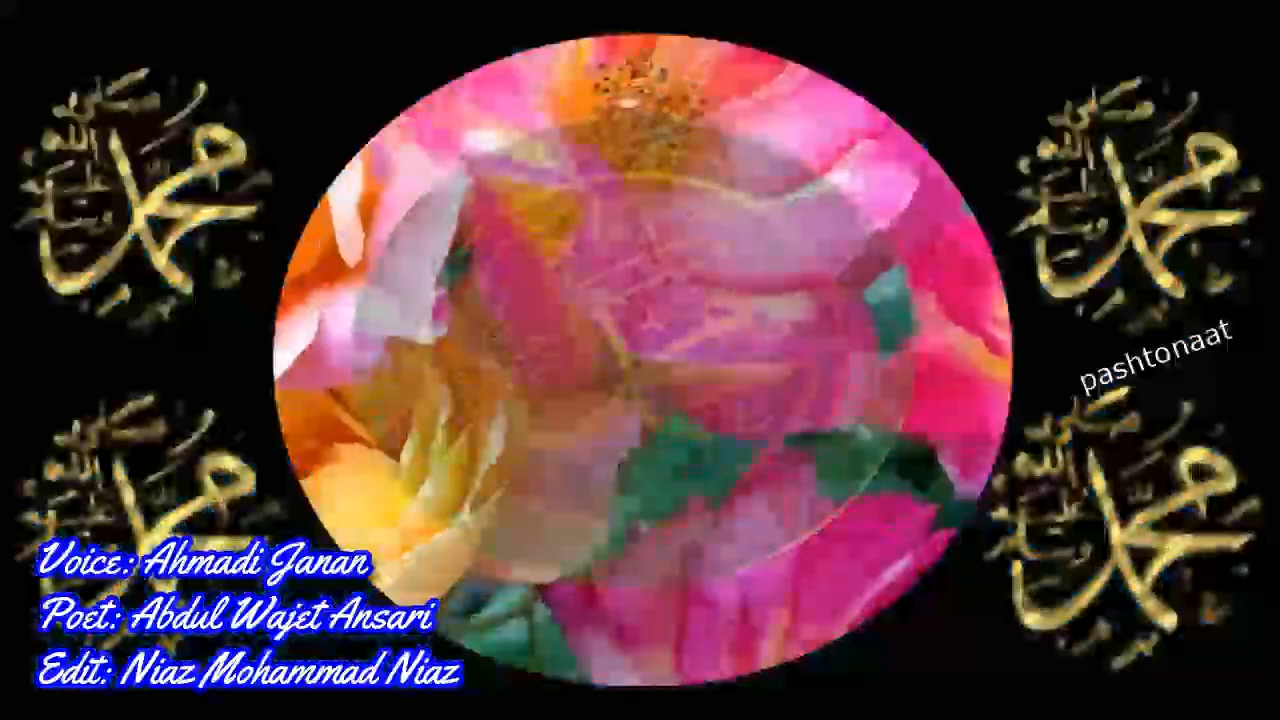 محمد
محمد
pashtonaat
محمد
محمد
Voice: Ahmadi Janan
Poet: Abdul Wajet Ansari
Edit: Niaz Mohammad Niaz